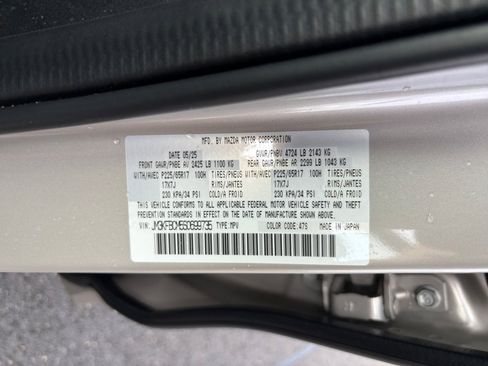 MFD. BY MAZDA MOTOR CORPORATION
DATE 05/25 GVWR/PNBV 4724 LB 2143 KG
FRONT GAWR/PNBE AV 2425 LB 1100 KG REAR GAWR/PNBE AR 2299 LB 1043 KG
WITH/AVEC P225/65R17 100H TIRES/PNEUS WITH/AVEC P225/65R17 100H TIRES/PNEUS
17X7J RIMS/JANTES 17X7J RIMS/JANTES
230 KPA/34 PSI 230 KPA/34 PSI
THIS VEHICLE CONFORMS TO ALL APPLICABLE FEDERAL MOTOR VEHICLE SAFETY AND
THEFT PREVENTION STANDARDS IN EFFECT ON THE DATE OF MANUFACTURE SHOWN ABOVE.
VIN: JM3KFBCM5S0699735 TYPE:MPV COLOR CODE:47S MADE IN JAPAN